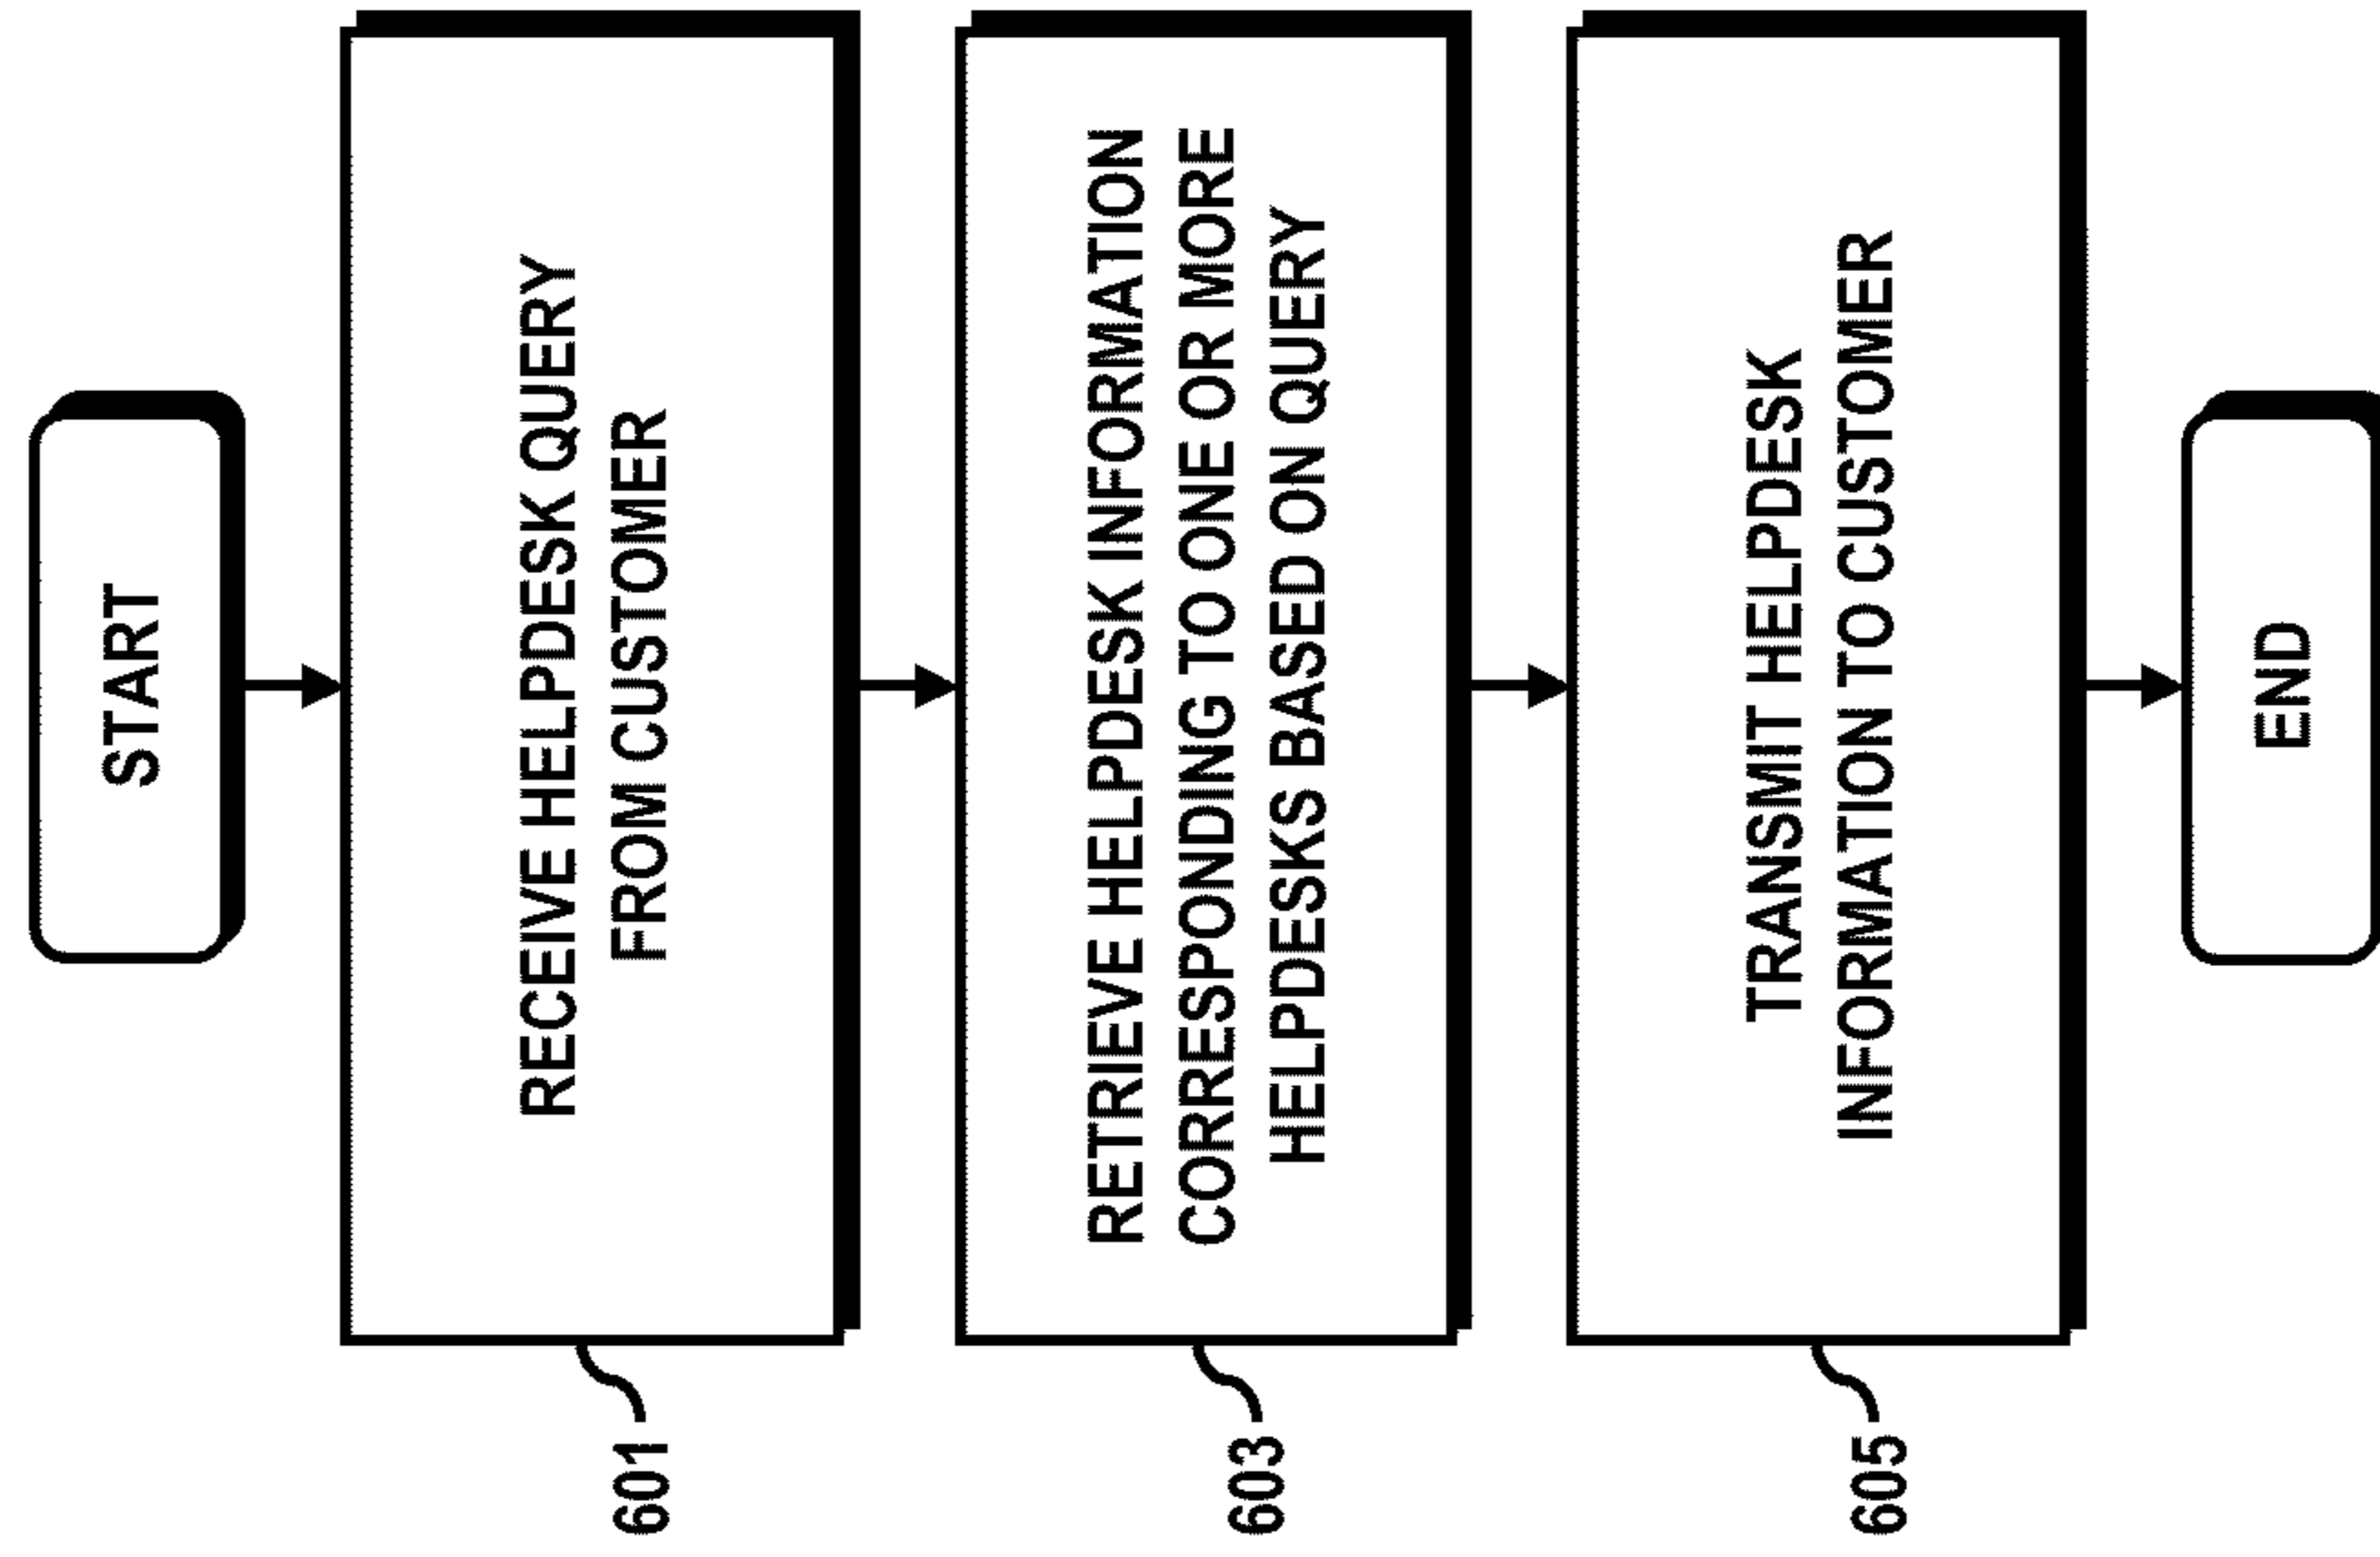 START
RECEIVE HELPDESK QUERY
FROM CUSTOMER
601
RETRIEVE HELPDESK INFORMATION
CORRESPONDING TO ONE OR MORE
HELPDESKS BASED ON QUERY
603
TRANSMIT HELPDESK
INFORMATION TO CUSTOMER
605
END